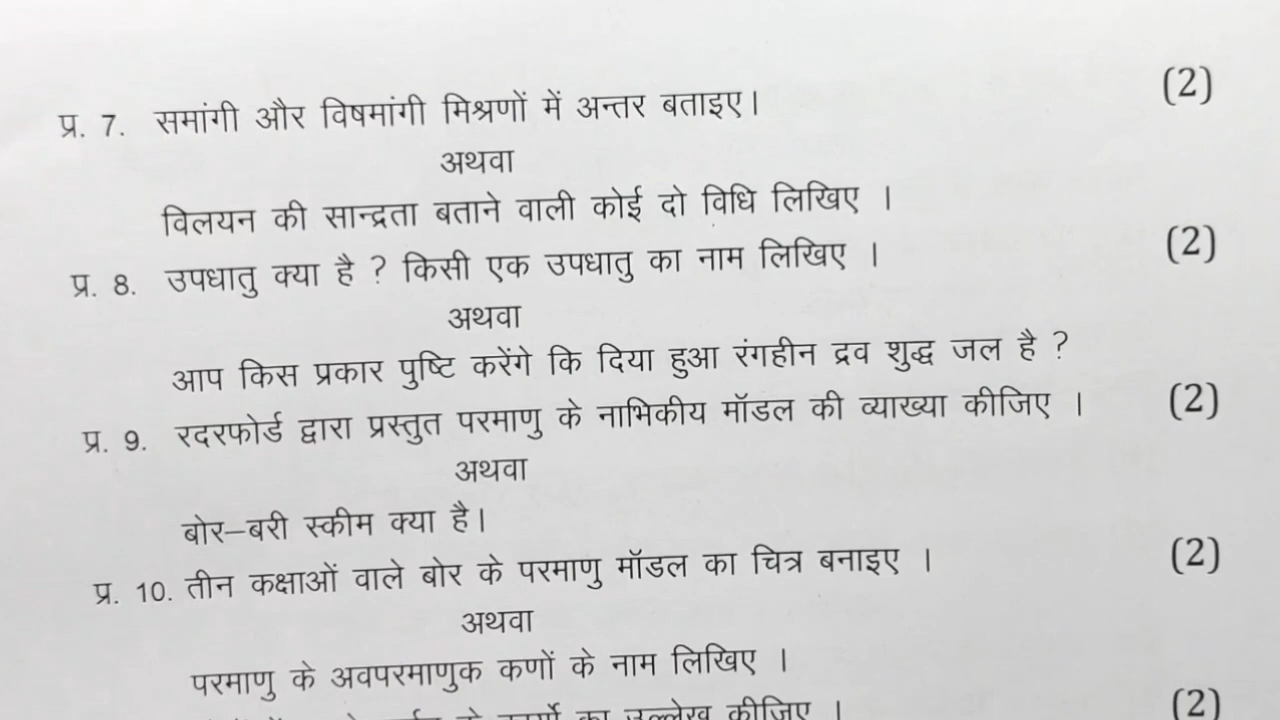 प्र. 7. समांगी और विषमांगी मिश्रणों में अन्तर बताइए। (2)
अथवा
विलयन की सान्द्रता बताने वाली कोई दो विधि लिखिए ।
प्र. 8. उपधातु क्या है ? किसी एक उपधातु का नाम लिखिए । (2)
अथवा
आप किस प्रकार पुष्टि करेंगे कि दिया हुआ रंगहीन द्रव शुद्ध जल है ?
प्र. 9. रदरफोर्ड द्वारा प्रस्तुत परमाणु के नाभिकीय मॉडल की व्याख्या कीजिए । (2)
अथवा
बोर–बरी स्कीम क्या है।
प्र. 10. तीन कक्षाओं वाले बोर के परमाणु मॉडल का चित्र बनाइए । (2)
अथवा
परमाणु के अवपरमाणुक कणों के नाम लिखिए ।
का उल्लेख कीजिए । (2)